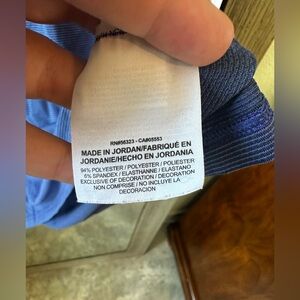 RN#56323 - CA#05553
MADE IN JORDAN/FABRIQUÉ EN
JORDANIE/HECHO EN JORDANIA
94% POLYESTER / POLYESTER / POLIESTER
6% SPANDEX / ELASTHANNE / ELASTANO
EXCLUSIVE OF DECORATION / DECORATION
NON COMPRISE / NO INCLUYE LA
DECORACION